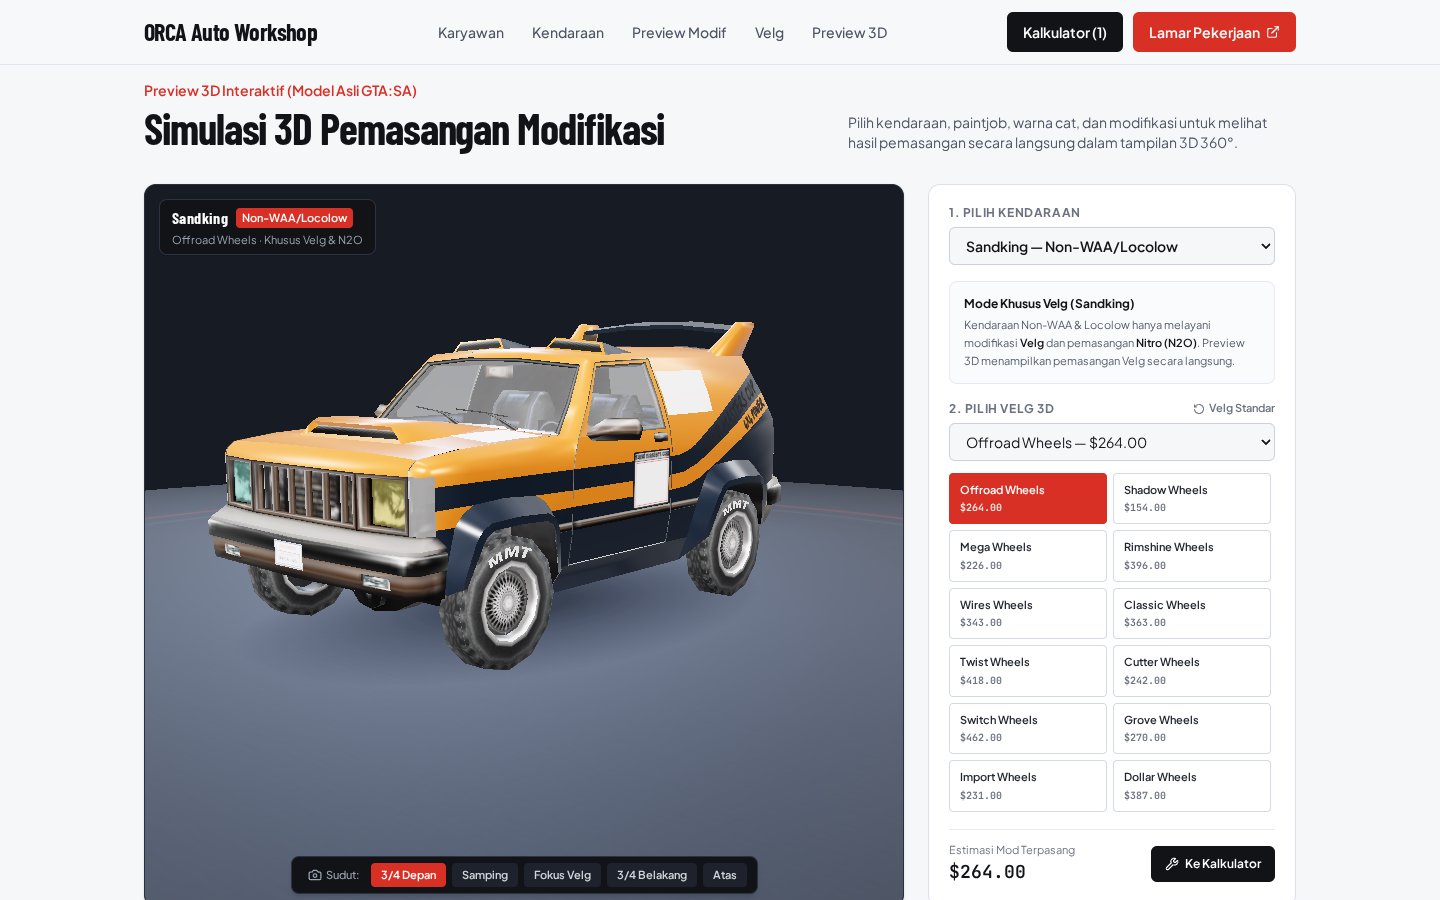 ORCA Auto Workshop
Karyawan
Kendaraan
Preview Modif
Velg
Preview 3D
Kalkulator (1)
Lamar Pekerjaan
Preview 3D Interaktif (Model Asli GTA:SA)
Simulasi 3D Pemasangan Modifikasi
Pilih kendaraan, paintjob, warna cat, dan modifikasi untuk melihat
hasil pemasangan secara langsung dalam tampilan 3D 360°.
Sandking Non-WAA/Locolow
Offroad Wheels · Khusus Velg & N2O
MMT
MMT
Sudut:
3/4 Depan
Samping
Fokus Velg
3/4 Belakang
Atas
1. PILIH KENDARAAN
Sandking — Non-WAA/Locolow
Mode Khusus Velg (Sandking)
Kendaraan Non-WAA & Locolow hanya melayani
modifikasi Velg dan pemasangan Nitro (N2O). Preview
3D menampilkan pemasangan Velg secara langsung.
2. PILIH VELG 3D
Velg Standar
Offroad Wheels — $264.00
Offroad Wheels
$264.00
Shadow Wheels
$154.00
Mega Wheels
$226.00
Rimshine Wheels
$396.00
Wires Wheels
$343.00
Classic Wheels
$363.00
Twist Wheels
$418.00
Cutter Wheels
$242.00
Switch Wheels
$462.00
Grove Wheels
$270.00
Import Wheels
$231.00
Dollar Wheels
$387.00
Estimasi Mod Terpasang
$264.00
Ke Kalkulator